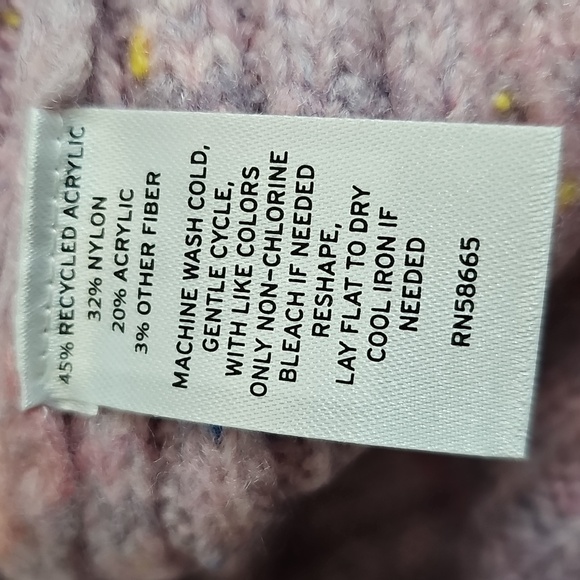 45% RECYCLED ACRYLIC
32% NYLON
20% ACRYLIC
3% OTHER FIBER
MACHINE WASH COLD,
GENTLE CYCLE,
WITH LIKE COLORS
ONLY NON-CHLORINE
BLEACH IF NEEDED
RESHAPE,
LAY FLAT TO DRY
COOL IRON IF
NEEDED
RN58665